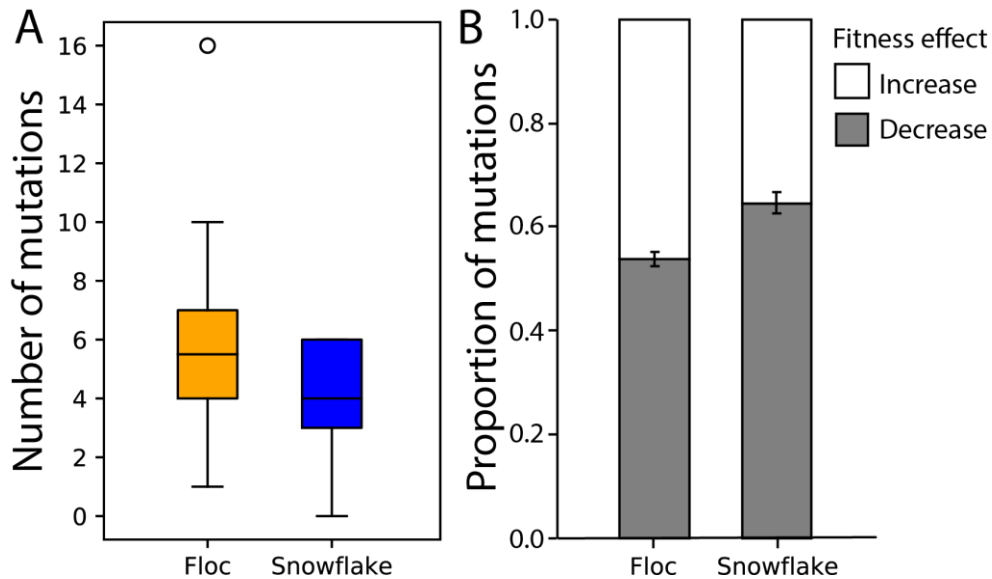 A
Number of mutations
16
14
12
10
8
6
4
2
0
Floc
Snowflake
B
Proportion of mutations
1.0
0.8
0.6
0.4
0.2
0.0
Floc
Snowflake
Fitness effect
Increase
Decrease